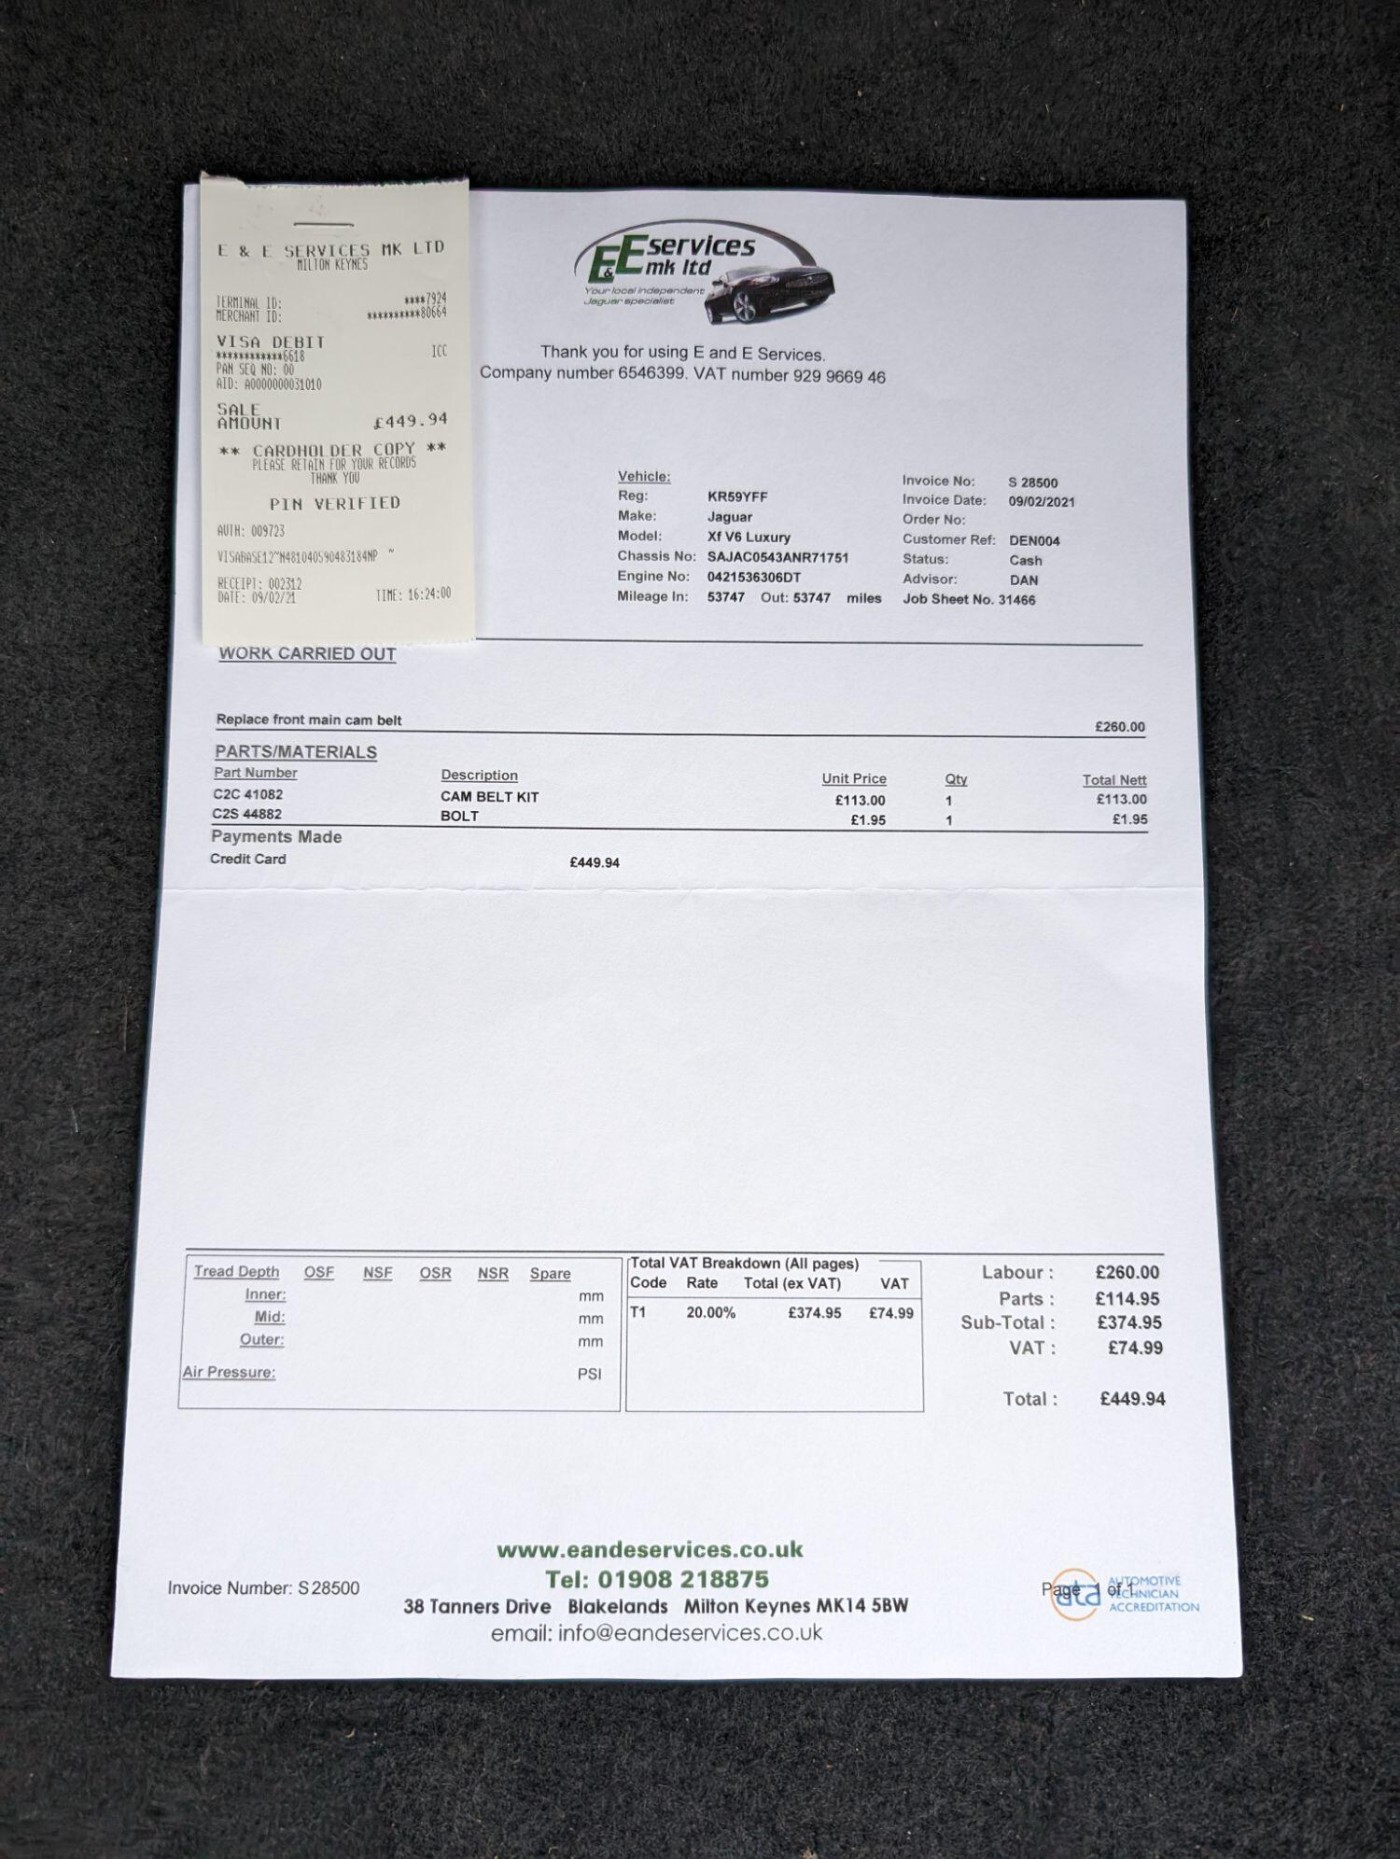 E & E SERVICES MK LTD
MILTON KEYNES
TERMINAL ID: ****7924
MERCHANT ID: **********80664
VISA DEBIT
************6618 ICC
PAN SEQ NO: 00
AID: A0000000031010
SALE
AMOUNT £449.94
** CARDHOLDER COPY **
PLEASE RETAIN FOR YOUR RECORDS
THANK YOU
PIN VERIFIED
AUTH: 009723
RECEIPT: 002312
DATE: 09/02/21 TIME: 16:24:00
E&E services
mk ltd
Your local independent
Jaguar specialist
Thank you for using E and E Services.
Company number 6546399. VAT number 929 9669 46
Vehicle:
Reg: KR59YFF
Make: Jaguar
Model: Xf V6 Luxury
Chassis No: SAJAC0543ANR71751
Engine No: 0421536306DT
Mileage In: 53747 Out: 53747 miles
Invoice No: S 28500
Invoice Date: 09/02/2021
Order No:
Customer Ref: DEN004
Status: Cash
Advisor: DAN
Job Sheet No. 31466
WORK CARRIED OUT
Replace front main cam belt £260.00
PARTS/MATERIALS
Part Number Description Unit Price Qty Total Nett
C2C 41082 CAM BELT KIT £113.00 1 £113.00
C2S 44882 BOLT £1.95 1 £1.95
Payments Made
Credit Card £449.94
Tread Depth OSF NSF OSR NSR Spare
Inner: mm
Mid: mm
Outer: mm
Air Pressure: PSI
Total VAT Breakdown (All pages)
Code Rate Total (ex VAT) VAT
T1 20.00% £374.95 £74.99
Labour : £260.00
Parts : £114.95
Sub-Total : £374.95
VAT : £74.99
Total : £449.94
www.eandeservices.co.uk
Tel: 01908 218875
38 Tanners Drive Blakelands Milton Keynes MK14 5BW
email: info@eandeservices.co.uk
Invoice Number: S 28500
Page 1 of 1
ata AUTOMOTIVE
TECHNICIAN
ACCREDITATION